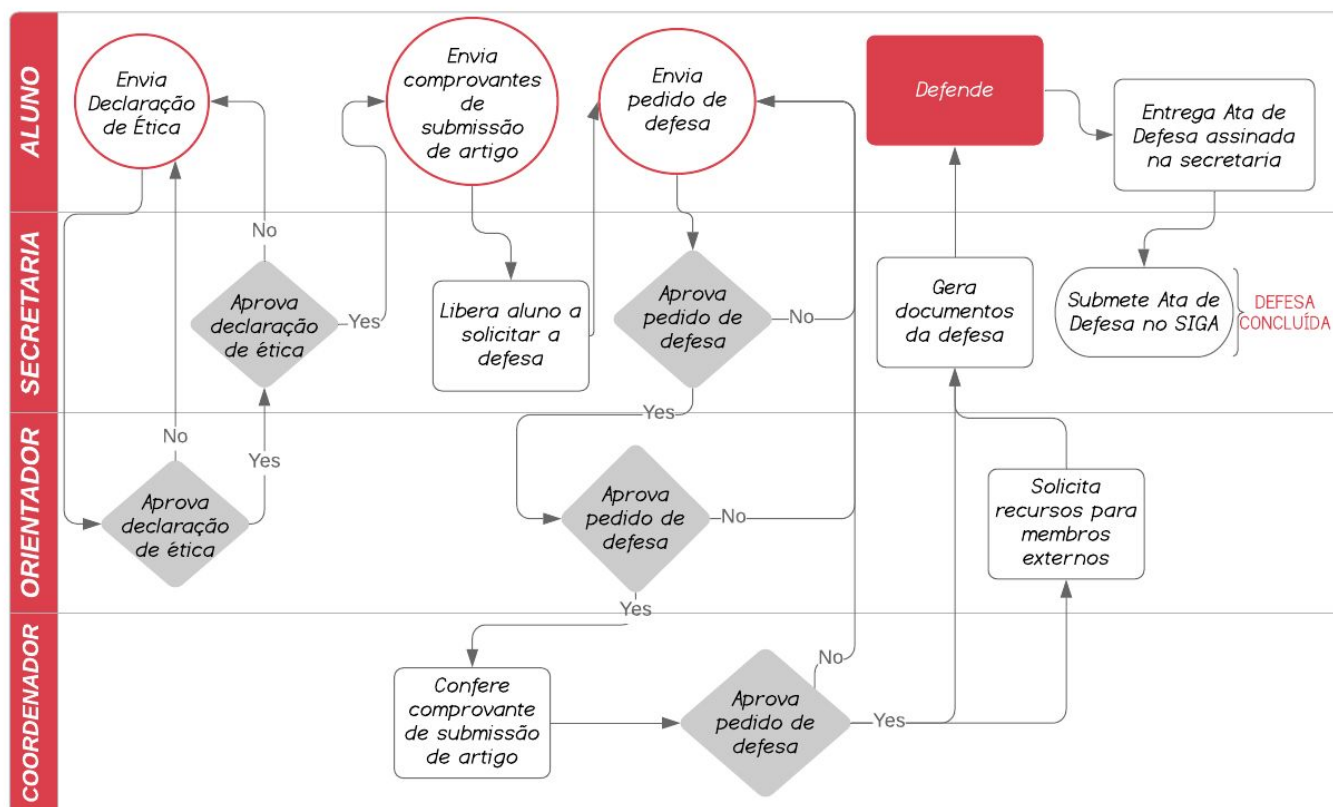 ALUNO
Envia
Declaração
de Ética
Envia
comprovantes
de
submissão
de artigo
Envia
pedido de
defesa
Defende
Entrega Ata de
Defesa assinada
na secretaria
SECRETARIA
No
Aprova
declaração
de ética
Yes
Libera aluno a
solicitar a
defesa
Aprova
pedido de
defesa
No
Yes
Gera
documentos
da defesa
Submete Ata de
Defesa no SIGA
DEFESA
CONCLUÍDA
ORIENTADOR
No
Yes
Aprova
declaração
de ética
Aprova
pedido de
defesa
No
Yes
Solicita
recursos para
membros
externos
COORDENADOR
Confere
comprovante
de submissão
de artigo
Aprova
pedido de
defesa
No
Yes